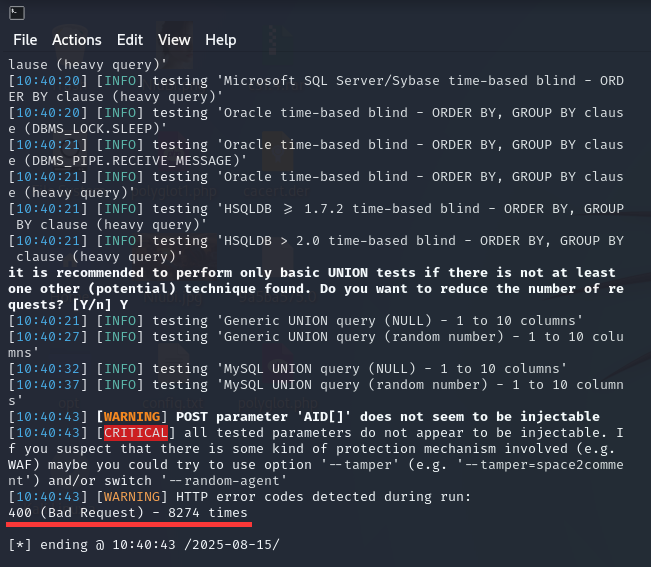 File Actions Edit View Help
lause (heavy query)'
[10:40:20] [INFO] testing 'Microsoft SQL Server/Sybase time-based blind - ORD
ER BY clause (heavy query)'
[10:40:20] [INFO] testing 'Oracle time-based blind - ORDER BY, GROUP BY claus
e (DBMS_LOCK.SLEEP)'
[10:40:21] [INFO] testing 'Oracle time-based blind - ORDER BY, GROUP BY claus
e (DBMS_PIPE.RECEIVE_MESSAGE)'
[10:40:21] [INFO] testing 'Oracle time-based blind - ORDER BY, GROUP BY claus
e (heavy query)'
[10:40:21] [INFO] testing 'HSQLDB >= 1.7.2 time-based blind - ORDER BY, GROUP
BY clause (heavy query)'
[10:40:21] [INFO] testing 'HSQLDB > 2.0 time-based blind - ORDER BY, GROUP BY
clause (heavy query)'
it is recommended to perform only basic UNION tests if there is not at least
one other (potential) technique found. Do you want to reduce the number of re
quests? [Y/n] Y
[10:40:21] [INFO] testing 'Generic UNION query (NULL) - 1 to 10 columns'
[10:40:27] [INFO] testing 'Generic UNION query (random number) - 1 to 10 colu
mns'
[10:40:32] [INFO] testing 'MySQL UNION query (NULL) - 1 to 10 columns'
[10:40:37] [INFO] testing 'MySQL UNION query (random number) - 1 to 10 column
s'
[10:40:43] [WARNING] POST parameter 'AID[]' does not seem to be injectable
[10:40:43] [CRITICAL] all tested parameters do not appear to be injectable. I
f you suspect that there is some kind of protection mechanism involved (e.g.
WAF) maybe you could try to use option '--tamper' (e.g. '--tamper=space2comme
nt') and/or switch '--random-agent'
[10:40:43] [WARNING] HTTP error codes detected during run:
400 (Bad Request) - 8274 times
[*] ending @ 10:40:43 /2025-08-15/